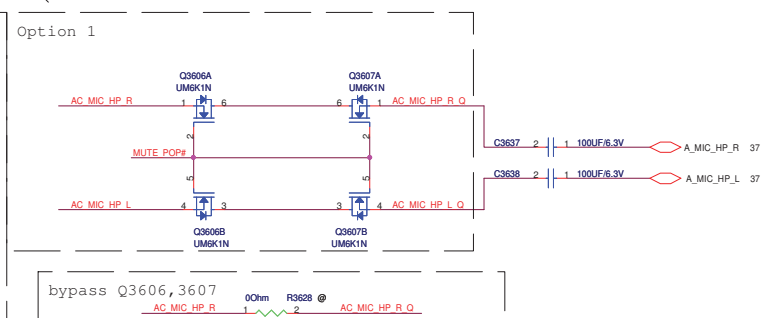 Option 1
Q3606A
UM6K1N
Q3607A
UM6K1N
AC_MIC_HP_R 1 6 6 1 AC_MIC_HP_R_Q
2 2
C3637 2 1 100UF/6.3V A_MIC_HP_R 37
MUTE_POP#
C3638 2 1 100UF/6.3V A_MIC_HP_L 37
5 5
AC_MIC_HP_L 4 3 3 4 AC_MIC_HP_L_Q
Q3606B
UM6K1N
Q3607B
UM6K1N
bypass Q3606,3607
0Ohm R3628 @
AC_MIC_HP_R 1 2 AC_MIC_HP_R_Q